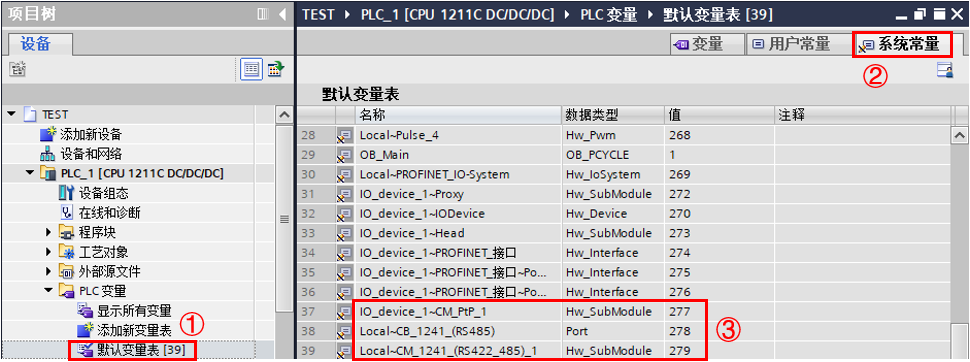 项目树
TEST ▸ PLC_1 [CPU 1211C DC/DC/DC] ▸ PLC 变量 ▸ 默认变量表 [39]
设备
变量 用户常量 系统常量
②
默认变量表
名称 数据类型 值 注释
TEST
添加新设备
设备和网络
PLC_1 [CPU 1211C DC/DC/DC]
设备组态
在线和诊断
程序块
工艺对象
外部源文件
PLC 变量
显示所有变量
添加新变量表 ①
默认变量表 [39]
28 Local~Pulse_4 Hw_Pwm 268
29 OB_Main OB_PCYCLE 1
30 Local~PROFINET_IO-System Hw_IoSystem 269
31 IO_device_1~Proxy Hw_SubModule 272
32 IO_device_1~IODevice Hw_Device 270
33 IO_device_1~Head Hw_SubModule 273
34 IO_device_1~PROFINET_接口 Hw_Interface 274
35 IO_device_1~PROFINET_接口~Po... Hw_Interface 275
36 IO_device_1~PROFINET_接口~Po... Hw_Interface 276
37 IO_device_1~CM_PtP_1 Hw_SubModule 277
38 Local~CB_1241_(RS485) Port 278
39 Local~CM_1241_(RS422_485)_1 Hw_SubModule 279
③